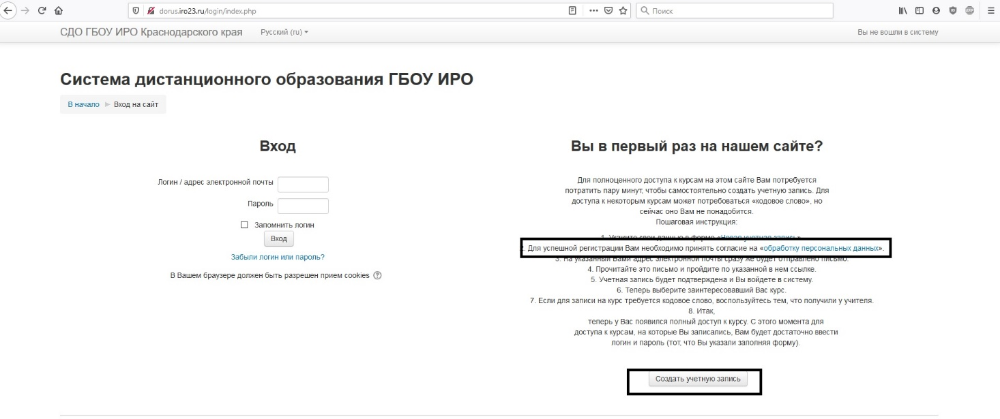 dorus.iro23.ru/login/index.php
Поиск
СДО ГБОУ ИРО Краснодарского края
Русский (ru)
Вы не вошли в систему
Система дистанционного образования ГБОУ ИРО
В начало ► Вход на сайт
Вход
Логин / адрес электронной почты
Пароль
Запомнить логин
Вход
Забыли логин или пароль?
В Вашем браузере должен быть разрешен прием cookies
Вы в первый раз на нашем сайте?
Для полноценного доступа к курсам на этом сайте Вам потребуется
потратить пару минут, чтобы самостоятельно создать учетную запись. Для
доступа к некоторым курсам может потребоваться «кодовое слово», но
сейчас оно Вам не понадобится.
Пошаговая инструкция:
1. Укажите свои данные в форме «Новая учетная запись»
2. Для успешной регистрации Вам необходимо принять согласие на «обработку персональных данных».
3. На указанный Вами адрес электронной почты сразу же будет отправлено письмо.
4. Прочитайте это письмо и пройдите по указанной в нем ссылке.
5. Учетная запись будет подтверждена и Вы войдете в систему.
6. Теперь выберите заинтересовавший Вас курс.
7. Если для записи на курс требуется кодовое слово, воспользуйтесь тем, что получили у учителя.
8. Итак,
теперь у Вас появился полный доступ к курсу. С этого момента для
доступа к курсам, на которые Вы записались, Вам будет достаточно ввести
логин и пароль (тот, что Вы указали заполняя форму).
Создать учетную запись